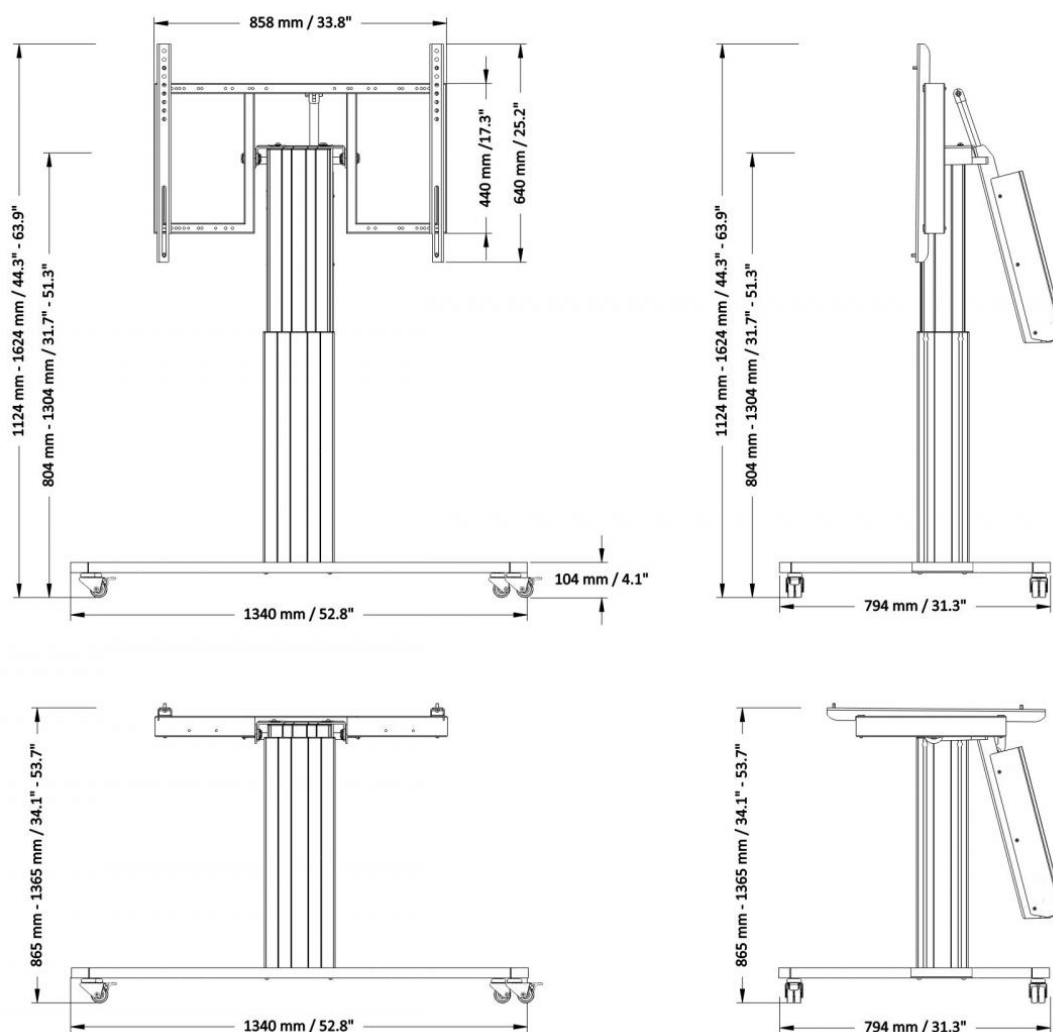 858 mm / 33.8"
1124 mm - 1624 mm / 44.3" - 63.9"
804 mm - 1304 mm / 31.7" - 51.3"
440 mm /17.3"
640 mm / 25.2"
104 mm / 4.1"
1340 mm / 52.8"
1124 mm - 1624 mm / 44.3" - 63.9"
804 mm - 1304 mm / 31.7" - 51.3"
794 mm / 31.3"
865 mm - 1365 mm / 34.1" - 53.7"
1340 mm / 52.8"
865 mm - 1365 mm / 34.1" - 53.7"
794 mm / 31.3"